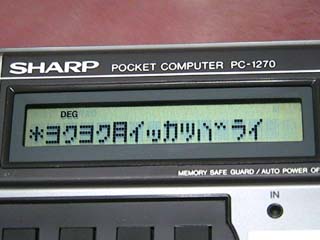 SHARP POCKET COMPUTER PC-1270
DEG
*ヨクヨク月イッカツバライ
MEMORY SAFE GUARD / AUTO POWER OF
IN